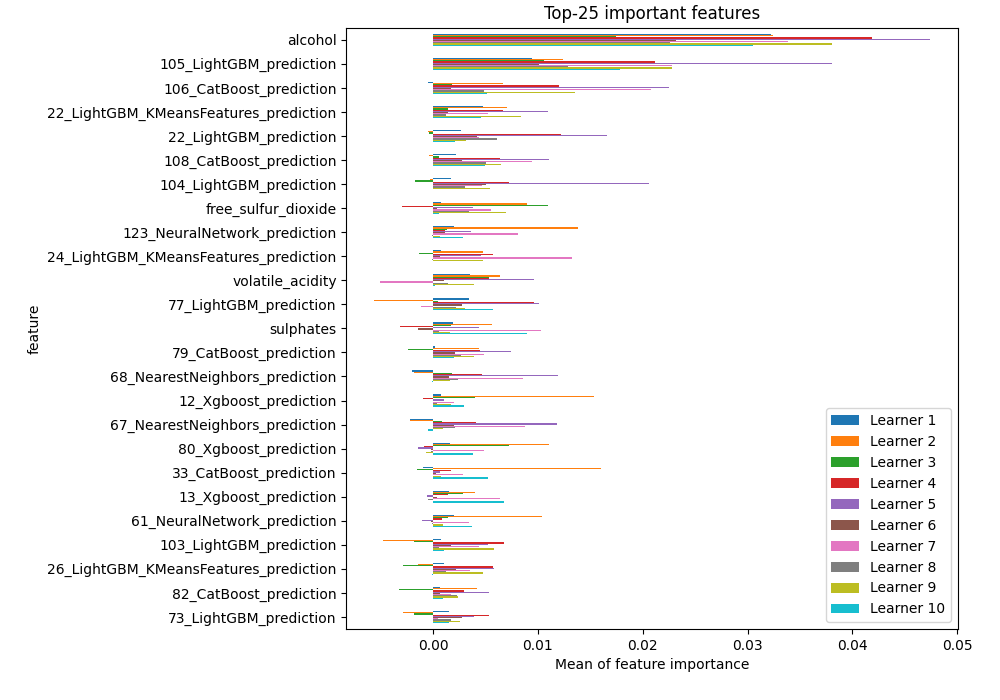 Top-25 important features
feature
alcohol
105_LightGBM_prediction
106_CatBoost_prediction
22_LightGBM_KMeansFeatures_prediction
22_LightGBM_prediction
108_CatBoost_prediction
104_LightGBM_prediction
free_sulfur_dioxide
123_NeuralNetwork_prediction
24_LightGBM_KMeansFeatures_prediction
volatile_acidity
77_LightGBM_prediction
sulphates
79_CatBoost_prediction
68_NearestNeighbors_prediction
12_Xgboost_prediction
67_NearestNeighbors_prediction
80_Xgboost_prediction
33_CatBoost_prediction
13_Xgboost_prediction
61_NeuralNetwork_prediction
103_LightGBM_prediction
26_LightGBM_KMeansFeatures_prediction
82_CatBoost_prediction
73_LightGBM_prediction
Learner 1
Learner 2
Learner 3
Learner 4
Learner 5
Learner 6
Learner 7
Learner 8
Learner 9
Learner 10
0.00 0.01 0.02 0.03 0.04 0.05
Mean of feature importance